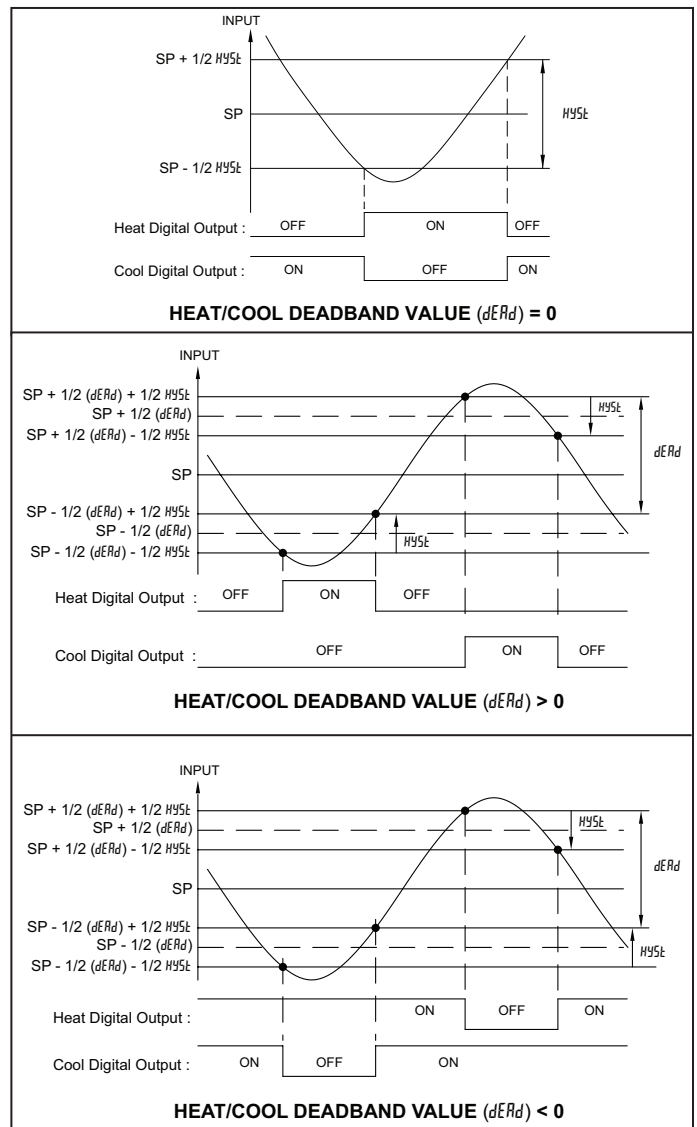 INPUT
SP + 1/2 HYSt
SP
SP - 1/2 HYSt
HYSt
Heat Digital Output : OFF ON OFF
Cool Digital Output : ON OFF ON
HEAT/COOL DEADBAND VALUE (dEAd) = 0
INPUT
SP + 1/2 (dEAd) + 1/2 HYSt
SP + 1/2 (dEAd)
SP + 1/2 (dEAd) - 1/2 HYSt
HYSt
dEAd
SP
SP - 1/2 (dEAd) + 1/2 HYSt
SP - 1/2 (dEAd)
SP - 1/2 (dEAd) - 1/2 HYSt
HYSt
Heat Digital Output : OFF ON OFF
Cool Digital Output : OFF ON OFF
HEAT/COOL DEADBAND VALUE (dEAd) > 0
INPUT
SP + 1/2 (dEAd) + 1/2 HYSt
SP + 1/2 (dEAd)
SP + 1/2 (dEAd) - 1/2 HYSt
HYSt
dEAd
SP
SP - 1/2 (dEAd) + 1/2 HYSt
SP - 1/2 (dEAd)
SP - 1/2 (dEAd) - 1/2 HYSt
HYSt
Heat Digital Output : ON OFF ON
Cool Digital Output : ON OFF ON
HEAT/COOL DEADBAND VALUE (dEAd) < 0